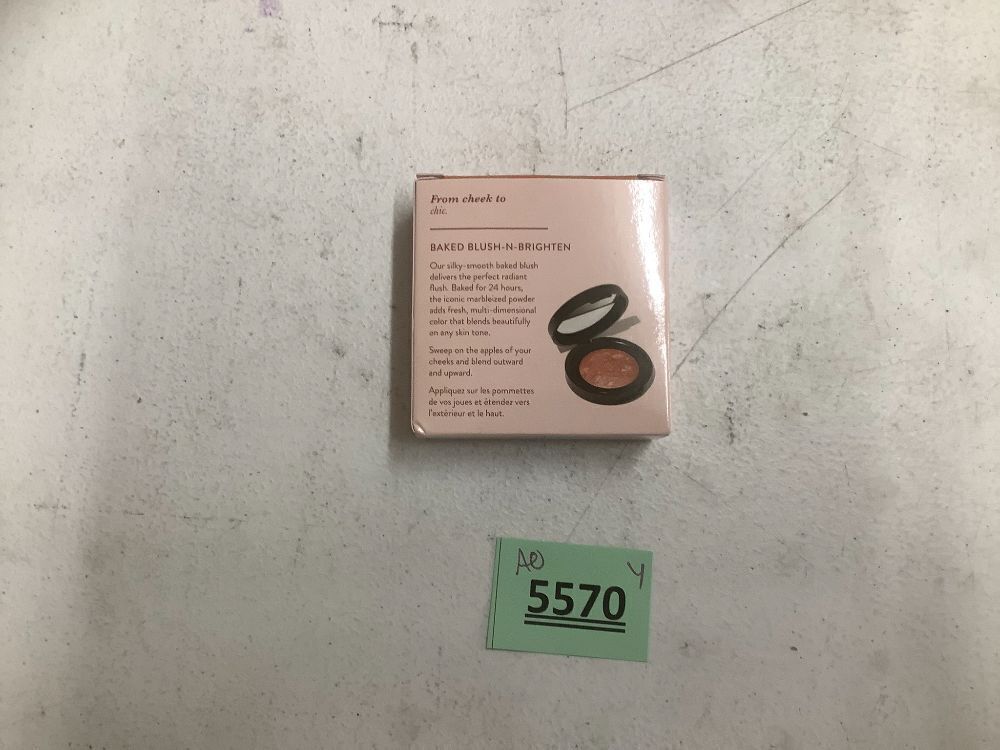 From cheek to
chic.
BAKED BLUSH-N-BRIGHTEN
Our silky-smooth baked blush
delivers the perfect radiant
flush. Baked for 24 hours,
the iconic marbleized powder
adds fresh, multi-dimensional
color that blends beautifully
on any skin tone.
Sweep on the apples of your
cheeks and blend outward
and upward.
Appliquez sur les pommettes
de vos joues et étendez vers
l'extérieur et le haut.
5570